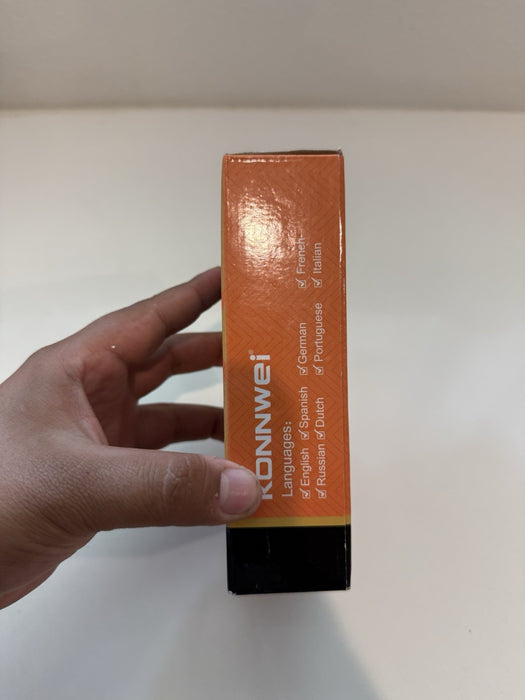 KONNWEI®
Languages:
☑ English ☑ Spanish ☑ German ☑ French
☑ Russian ☑ Dutch ☑ Portuguese ☑ Italian